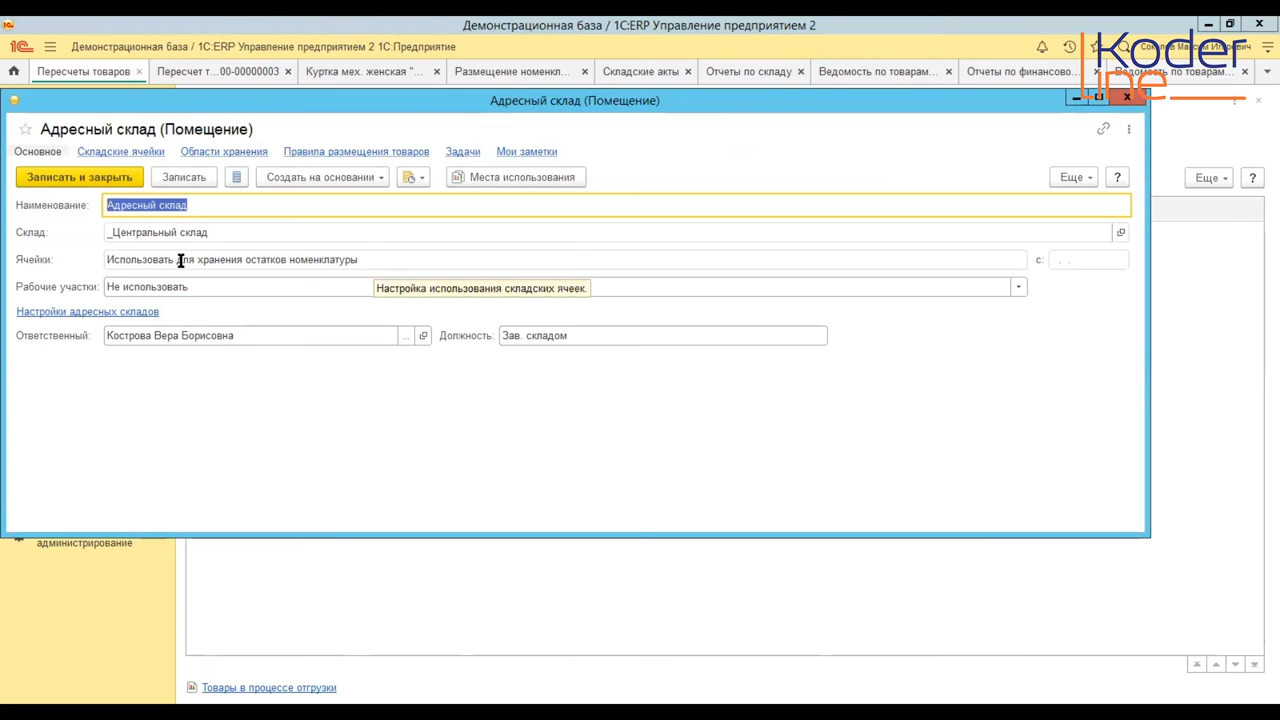 Демонстрационная база / 1С:ERP Управление предприятием 2
Демонстрационная база / 1С:ERP Управление предприятием 2 1С:Предприятие
Koder
line
Пересчеты товаров
Пересчет т...00-00000003
Куртка мех. женская "...
Размещение номенкл...
Складские акты
Отчеты по складу
Ведомость по товарам...
Отчеты по финансово...
Ведомость по товарам...
Адресный склад (Помещение)
Адресный склад (Помещение)
Основное Складские ячейки Области хранения Правила размещения товаров Задачи Мои заметки
Записать и закрыть Записать Создать на основании Места использования Еще ? Еще ?
Наименование: Адресный склад
Склад: _Центральный склад
Ячейки: Использовать для хранения остатков номенклатуры с: . .
Рабочие участки: Не использовать
Настройка использования складских ячеек.
Настройки адресных складов
Ответственный: Кострова Вера Борисовна ... Должность: Зав. складом
администрирование
Товары в процессе отгрузки